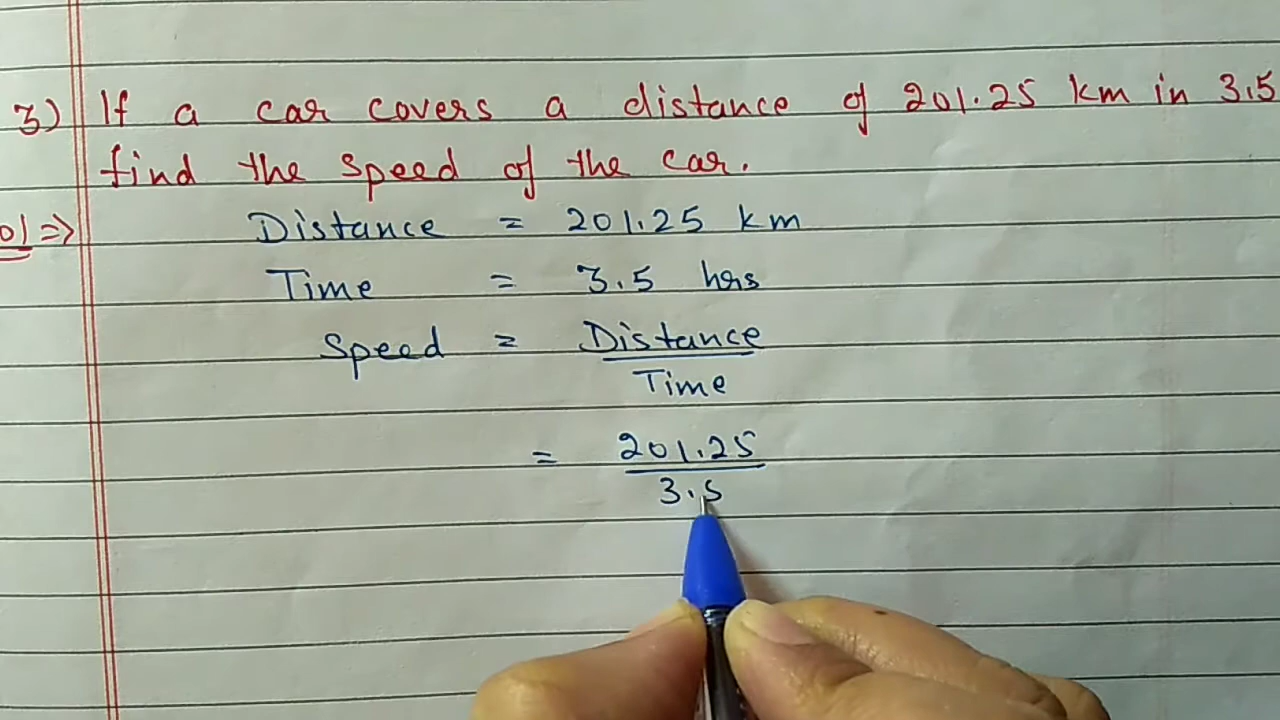 3) If a car covers a distance of 201.25 km in 3.5
find the speed of the car.
ol => Distance = 201.25 km
Time = 3.5 hrs
Speed = Distance
Time
= 201.25
3.5